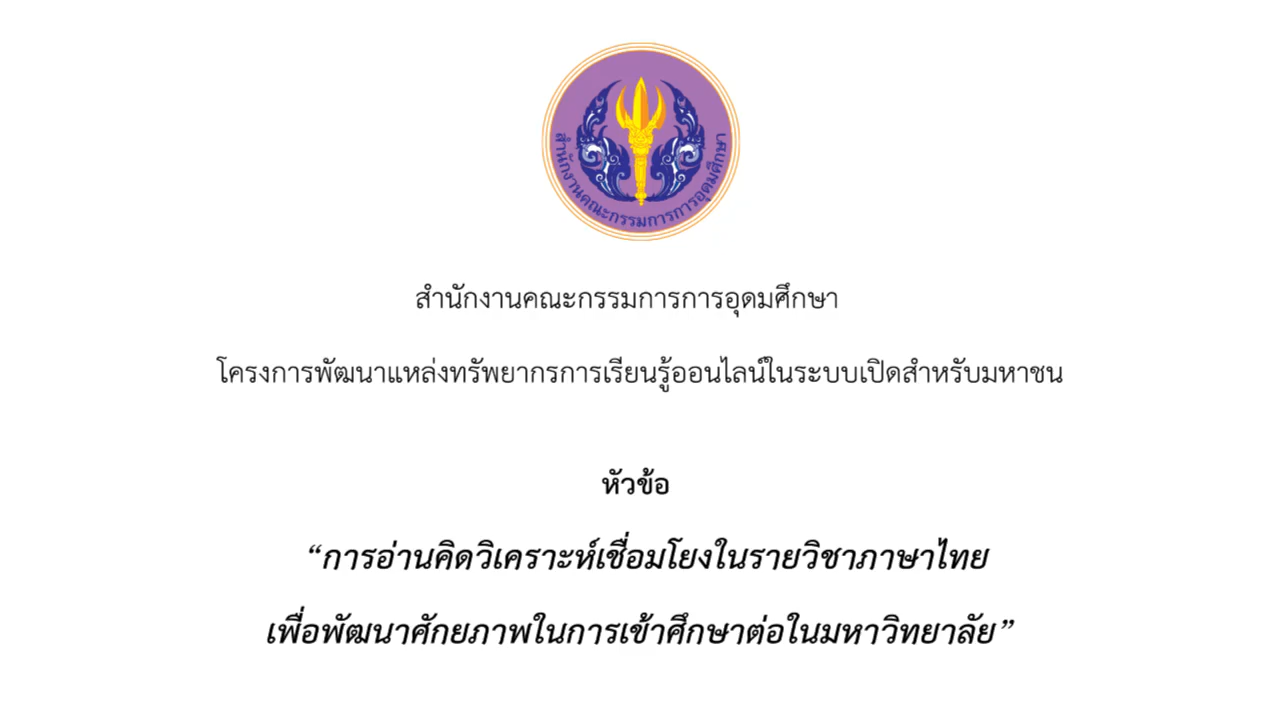 สำนักงานคณะกรรมการการอุดมศึกษา
สำนักงานคณะกรรมการการอุดมศึกษา
โครงการพัฒนาแหล่งทรัพยากรการเรียนรู้ออนไลน์ในระบบเปิดสำหรับมหาชน
หัวข้อ
“การอ่านคิดวิเคราะห์เชื่อมโยงในรายวิชาภาษาไทย
เพื่อพัฒนาศักยภาพในการเข้าศึกษาต่อในมหาวิทยาลัย”